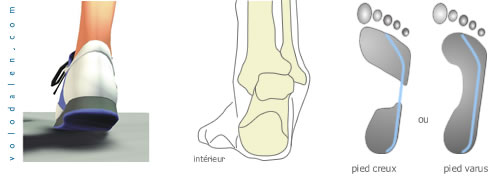 volodalen.com
intérieur
ou
pied creux
pied varus